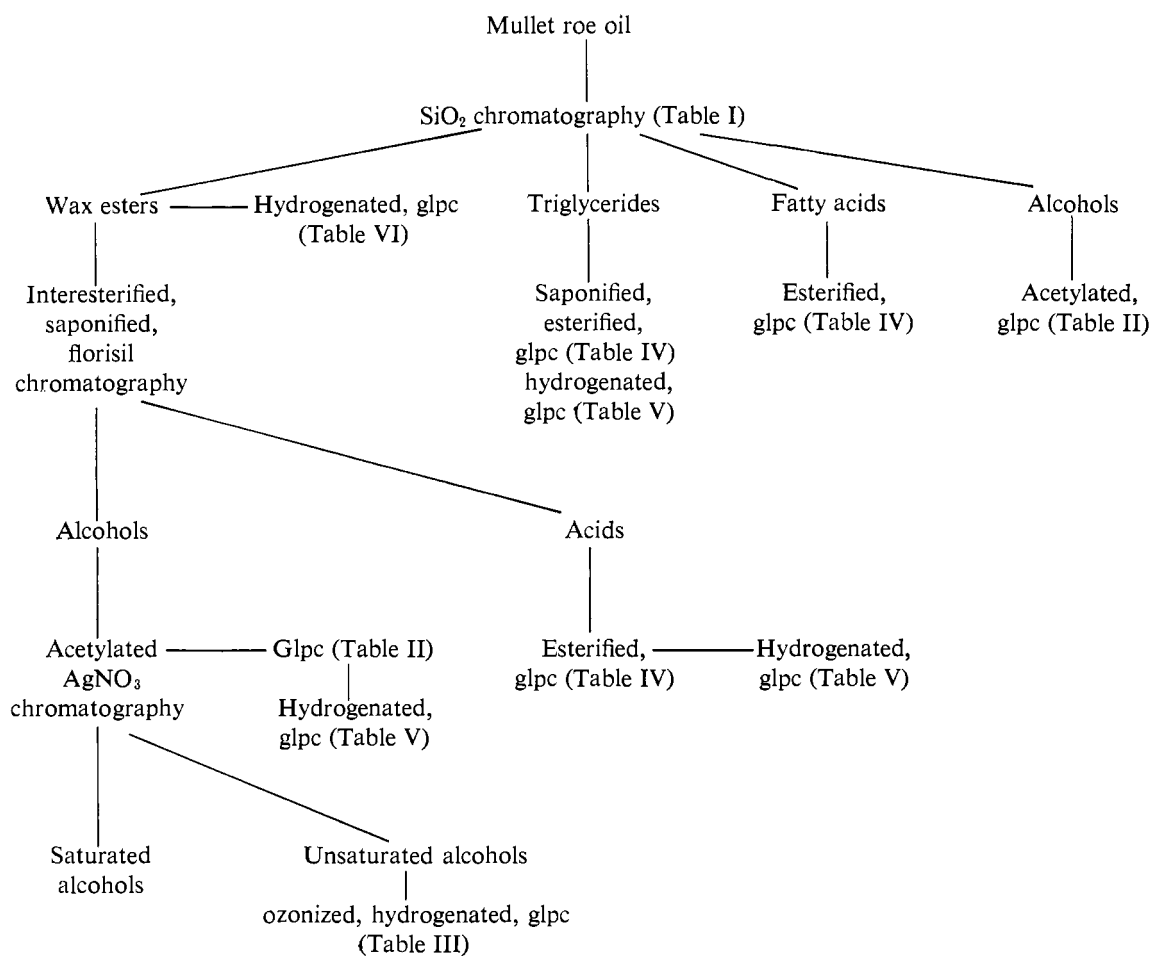 Mullet roe oil
SiO₂ chromatography (Table I)
Wax esters
Hydrogenated, glpc
(Table VI)
Triglycerides
Fatty acids
Alcohols
Interesterified,
saponified,
florisil
chromatography
Saponified,
esterified,
glpc (Table IV)
hydrogenated,
glpc (Table V)
Esterified,
glpc (Table IV)
Acetylated,
glpc (Table II)
Alcohols
Acids
Acetylated
AgNO₃
chromatography
Glpc (Table II)
Hydrogenated,
glpc (Table V)
Esterified,
glpc (Table IV)
Hydrogenated,
glpc (Table V)
Saturated
alcohols
Unsaturated alcohols
ozonized, hydrogenated, glpc
(Table III)